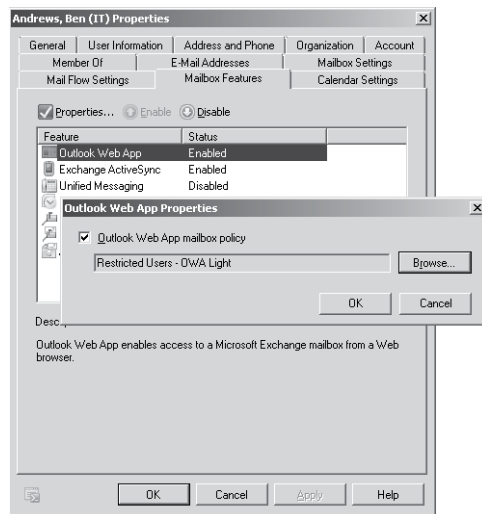 Andrews, Ben (IT) Properties
General User Information Address and Phone Organization Account
Member Of E-Mail Addresses Mailbox Settings
Mail Flow Settings Mailbox Features Calendar Settings
Properties... Enable Disable
Feature Status
Outlook Web App Enabled
Exchange ActiveSync Enabled
Unified Messaging Disabled
Outlook Web App Properties
Outlook Web App mailbox policy
Restricted Users - OWA Light Browse...
OK Cancel
Outlook Web App enables access to a Microsoft Exchange mailbox from a Web
browser.
OK Cancel Apply Help